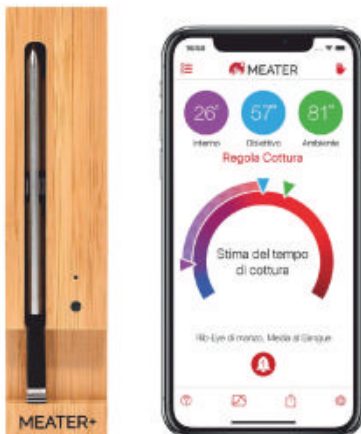 MEATER+
16:53
MEATER
26° 57° 81°
Interno Obiettivo Ambiente
Regola Cottura
Stima del tempo
di cottura
Rib-Eye di manzo, Media al Sangue